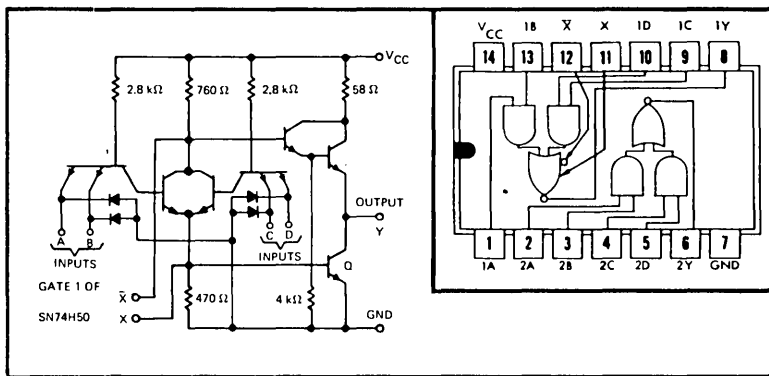 VCC
2.8 kΩ 760 Ω 2.8 kΩ 58 Ω
OUTPUT
Y
A B C D
INPUTS INPUTS
Q
GATE 1 OF
SN74H50
X̄
X
470 Ω 4 kΩ
GND
VCC 1B X̄ X 1D 1C 1Y
14 13 12 11 10 9 8
1 2 3 4 5 6 7
1A 2A 2B 2C 2D 2Y GND